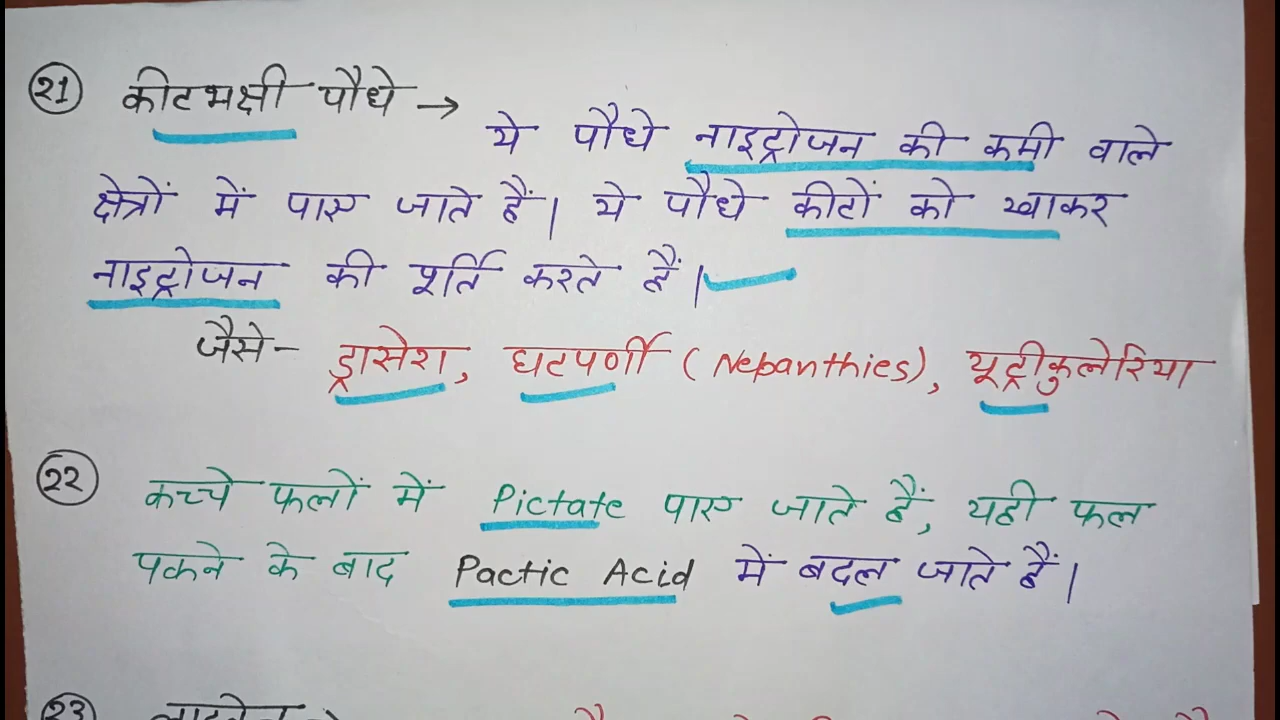 21 कीटभक्षी पौधे →
ये पौधे नाइट्रोजन की कमी वाले
क्षेत्रों में पाए जाते हैं। ये पौधे कीटों को खाकर
नाइट्रोजन की पूर्ति करते हैं।
जैसे- ड्रासेरा, घटपर्णी (Nepanthies), यूट्रीकुलेरिया
22 कच्चे फलों में Pictate पाए जाते हैं, यही फल
पकने के बाद Pactic Acid में बदल जाते हैं।
23